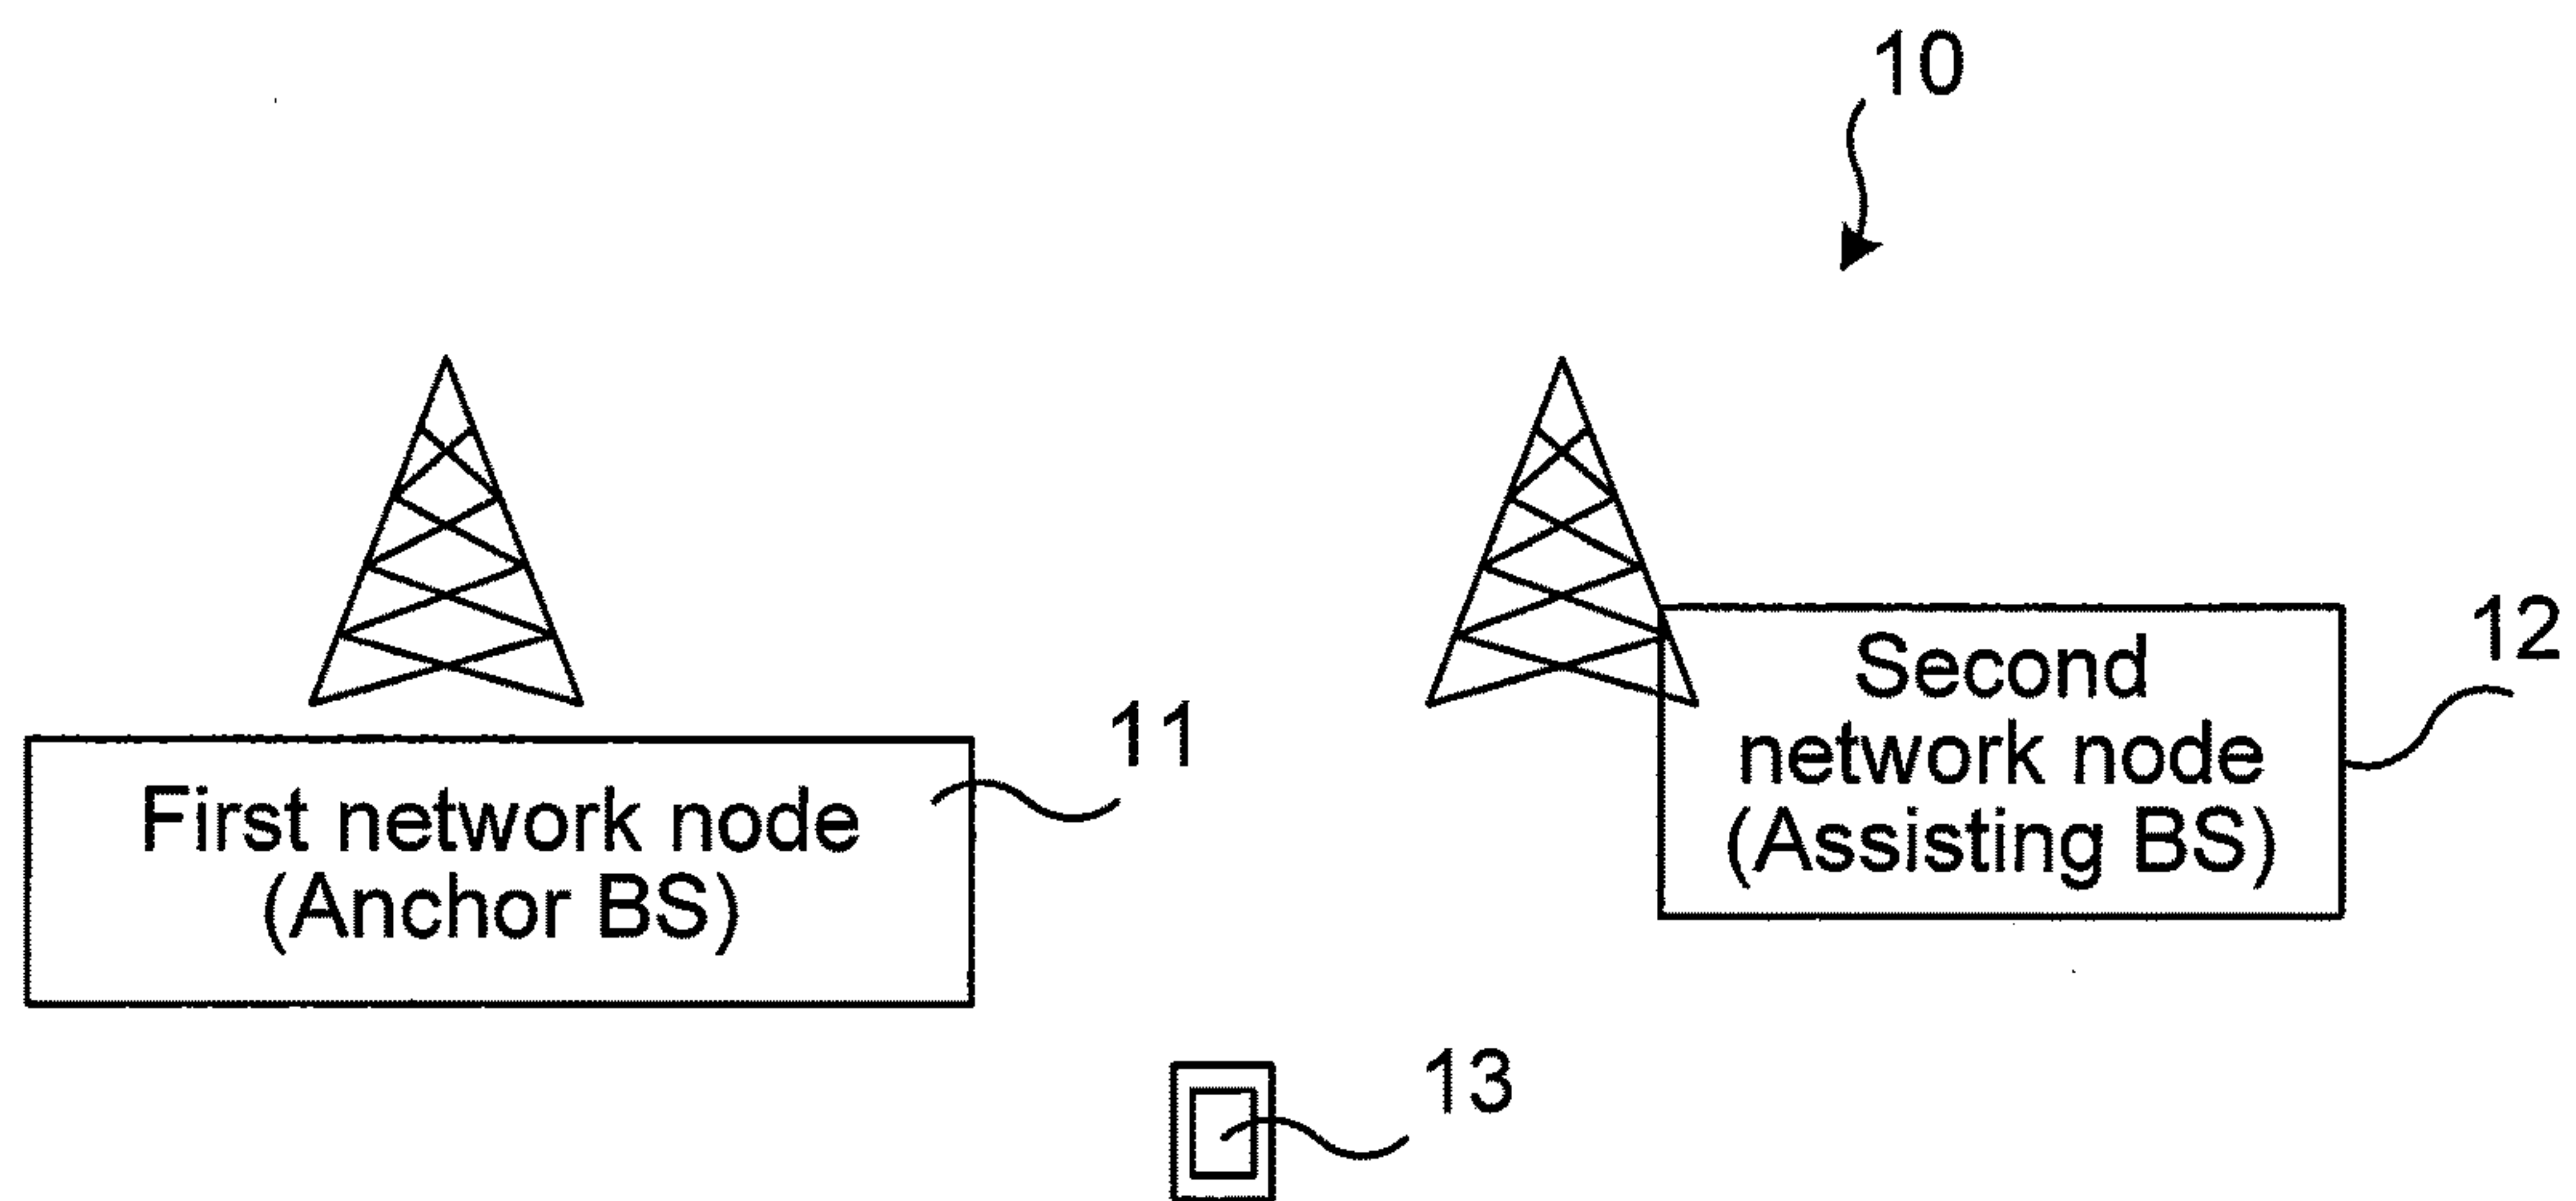 10
12
Second
network node
(Assisting BS)
11
First network node
(Anchor BS)
13